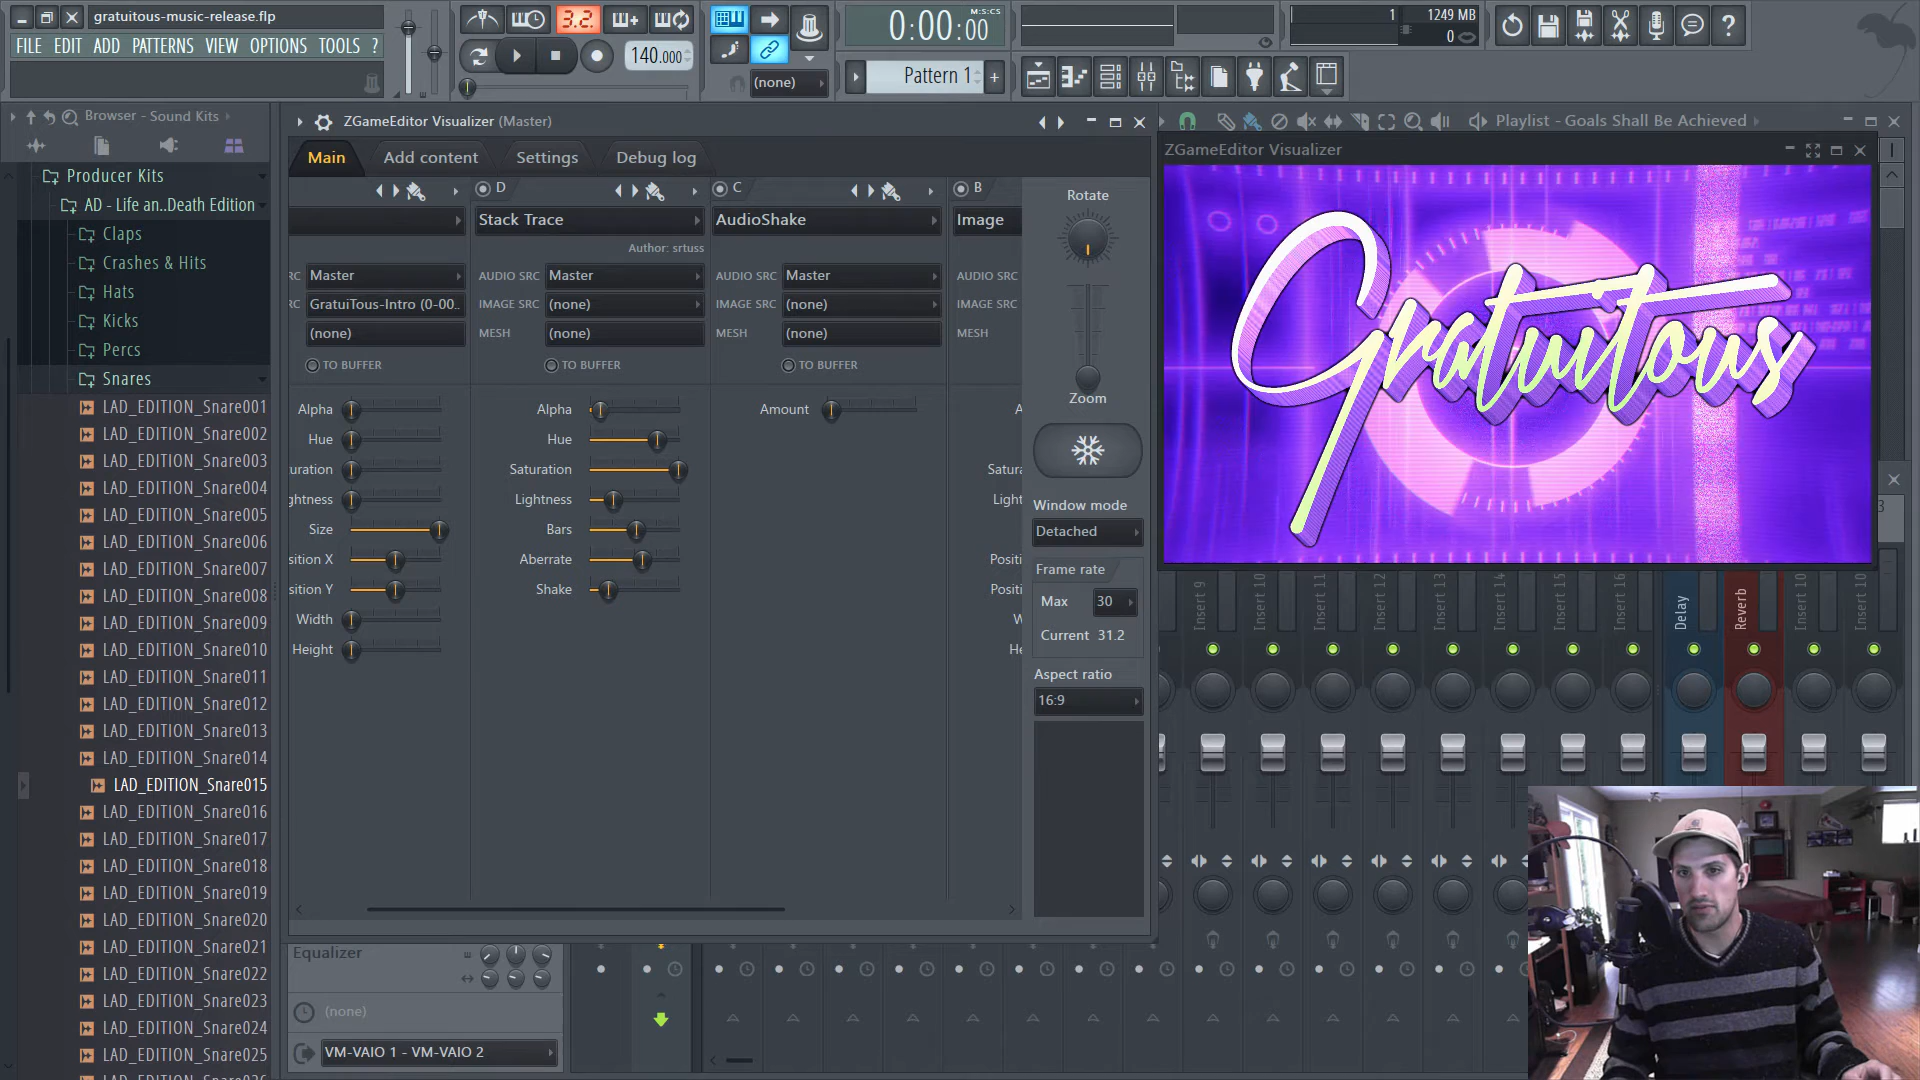 gratuitous-music-release.flp
FILE EDIT ADD PATTERNS VIEW OPTIONS TOOLS ?
3.2.
140.000
(none)
M:S:CS
0:00:00
Pattern 1
+
1
1249 MB
0
?
Browser - Sound Kits
Producer Kits
AD - Life an..Death Edition
Claps
Crashes & Hits
Hats
Kicks
Percs
Snares
LAD_EDITION_Snare001
LAD_EDITION_Snare002
LAD_EDITION_Snare003
LAD_EDITION_Snare004
LAD_EDITION_Snare005
LAD_EDITION_Snare006
LAD_EDITION_Snare007
LAD_EDITION_Snare008
LAD_EDITION_Snare009
LAD_EDITION_Snare010
LAD_EDITION_Snare011
LAD_EDITION_Snare012
LAD_EDITION_Snare013
LAD_EDITION_Snare014
LAD_EDITION_Snare015
LAD_EDITION_Snare016
LAD_EDITION_Snare017
LAD_EDITION_Snare018
LAD_EDITION_Snare019
LAD_EDITION_Snare020
LAD_EDITION_Snare021
LAD_EDITION_Snare022
LAD_EDITION_Snare023
LAD_EDITION_Snare024
LAD_EDITION_Snare025
ZGameEditor Visualizer (Master)
Main Add content Settings Debug log
RC Master
RC GratuiTous-Intro (0-00..
(none)
TO BUFFER
Alpha
Hue
uration
ghtness
Size
sition X
sition Y
Width
Height
D
Stack Trace
Author: srtuss
AUDIO SRC Master
IMAGE SRC (none)
MESH (none)
TO BUFFER
Alpha
Hue
Saturation
Lightness
Bars
Aberrate
Shake
C
AudioShake
AUDIO SRC Master
IMAGE SRC (none)
MESH (none)
TO BUFFER
Amount
B
Image
AUDIO SRC
IMAGE SRC
MESH
A
Satura
Light
Positi
Positi
W
He
Rotate
Zoom
Window mode
Detached
Frame rate
Max 30
Current 31.2
Aspect ratio
16:9
Playlist - Goals Shall Be Achieved
ZGameEditor Visualizer
Gratuitous
3
Insert 9
Insert 10
Insert 11
Insert 12
Insert 13
Insert 14
Insert 15
Insert 16
Delay
Reverb
Insert 10
Insert 10
Equalizer
(none)
VM-VAIO 1 - VM-VAIO 2